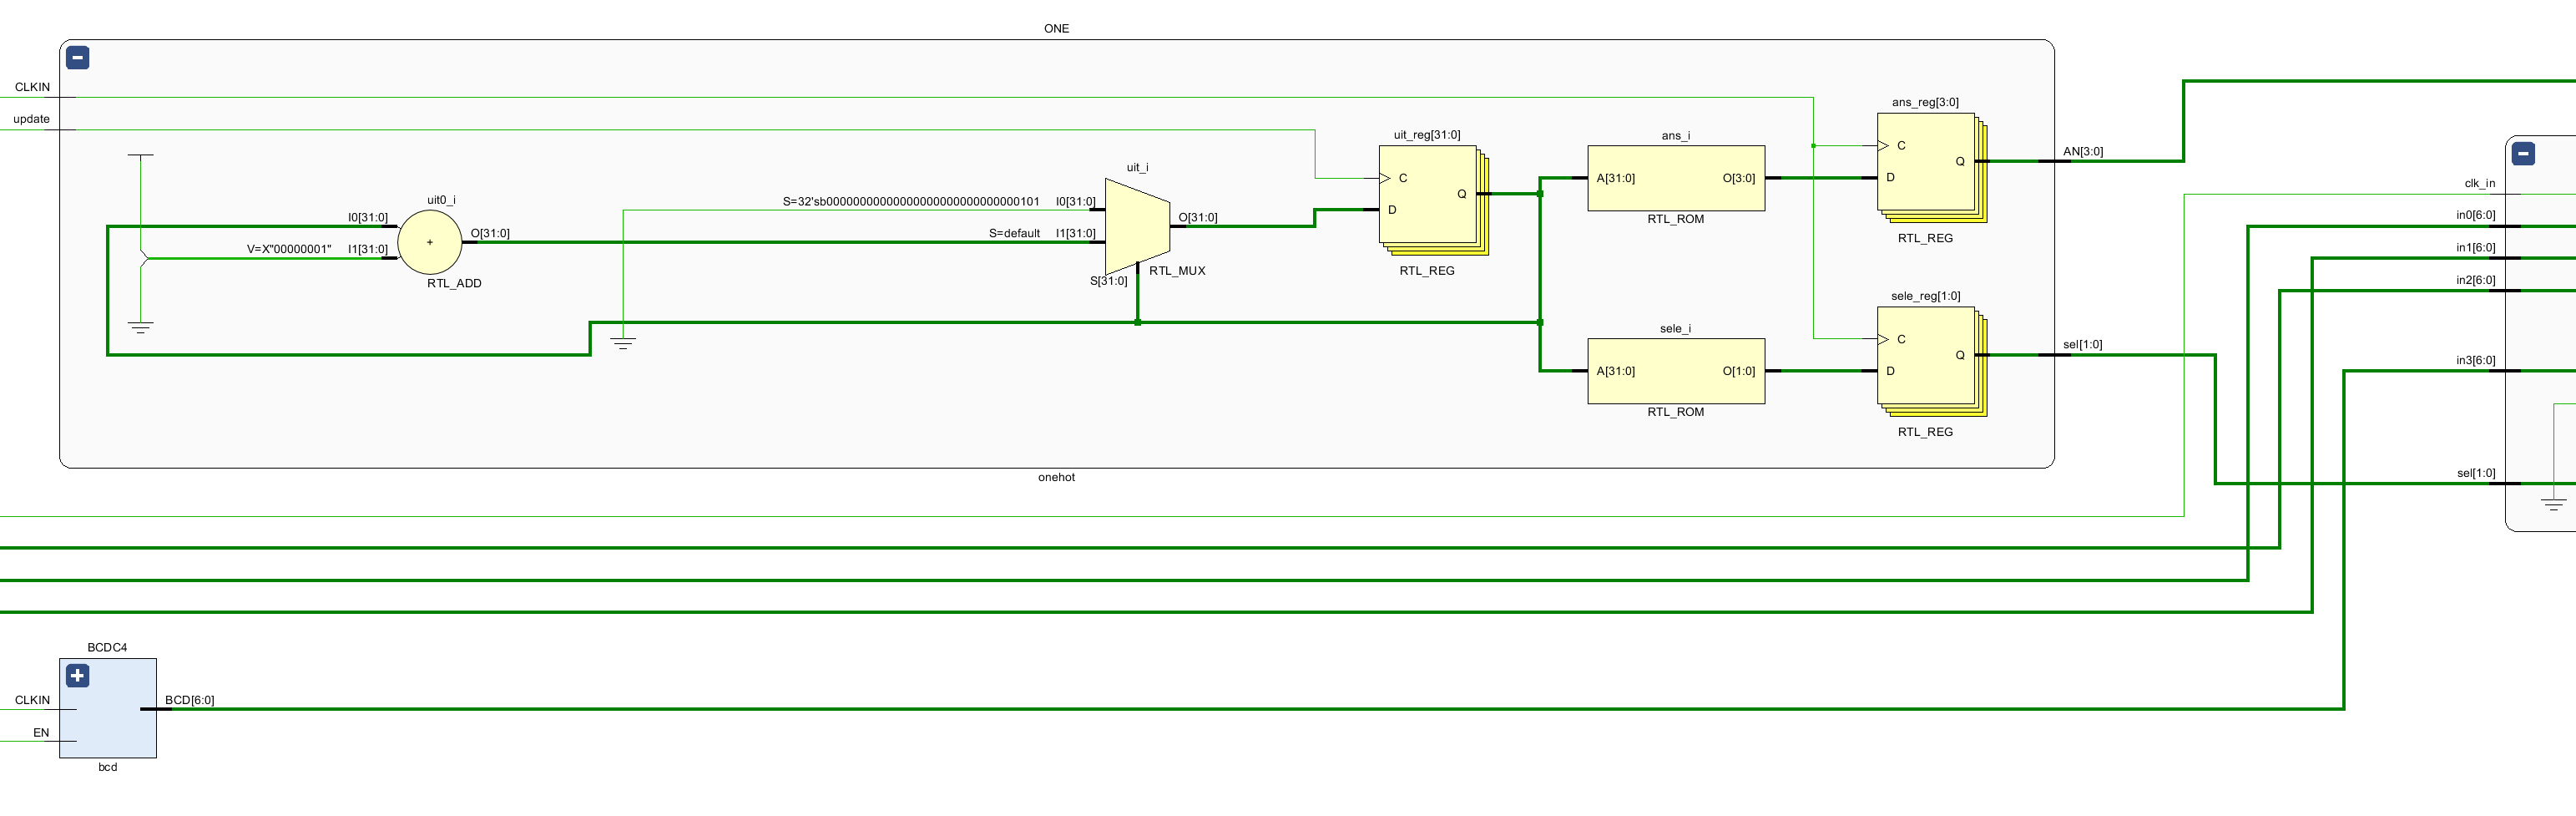 ONE
CLKIN
update
uit0_i
I0[31:0]
V=X"00000001" I1[31:0]
+
O[31:0]
RTL_ADD
uit_i
S=32'sb00000000000000000000000000000101 I0[31:0]
S=default I1[31:0]
O[31:0]
S[31:0]
RTL_MUX
uit_reg[31:0]
C
Q
D
RTL_REG
ans_i
A[31:0] O[3:0]
RTL_ROM
ans_reg[3:0]
C
Q
D
RTL_REG
sele_i
A[31:0] O[1:0]
RTL_ROM
sele_reg[1:0]
C
Q
D
RTL_REG
AN[3:0]
sel[1:0]
onehot
clk_in
in0[6:0]
in1[6:0]
in2[6:0]
in3[6:0]
sel[1:0]
BCDC4
CLKIN
EN
BCD[6:0]
bcd